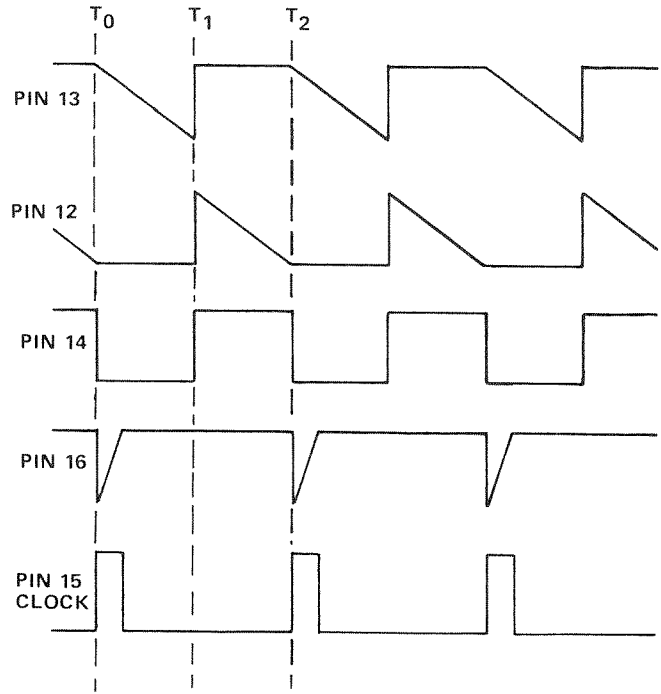 T0 T1 T2
PIN 13
PIN 12
PIN 14
PIN 16
PIN 15
CLOCK